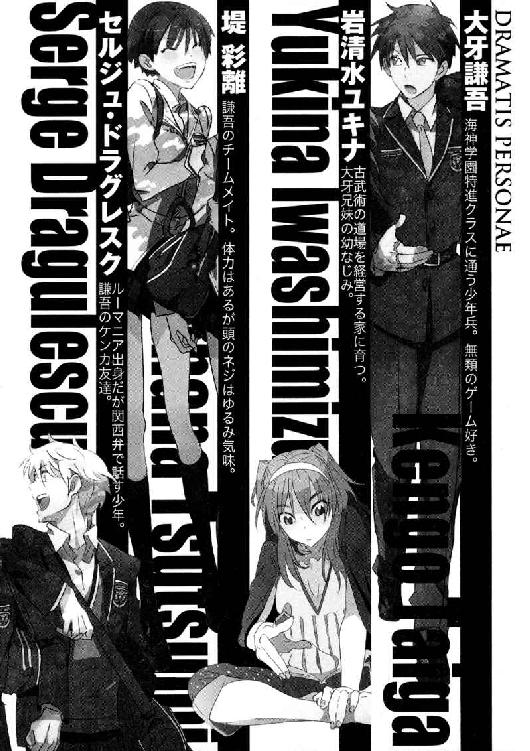 DRAMATIS PERSONAE
大牙謙吾
海神学園特進クラスに通う少年兵。無類のゲーム好き。
Kengo Taiga
岩清水ユキナ
古武術の道場を経営する家に育つ。
大牙兄妹の幼なじみ。
Yukina Iwashimizu
堤 彩離
謙吾のチームメイト。体力はあるが頭のネジはゆるみ気味。
Tsutsumi
セルジュ・ドラグレスク
ルーマニア出身だが関西弁で話す少年。
謙吾のケンカ友達。
Serge Dragulescu